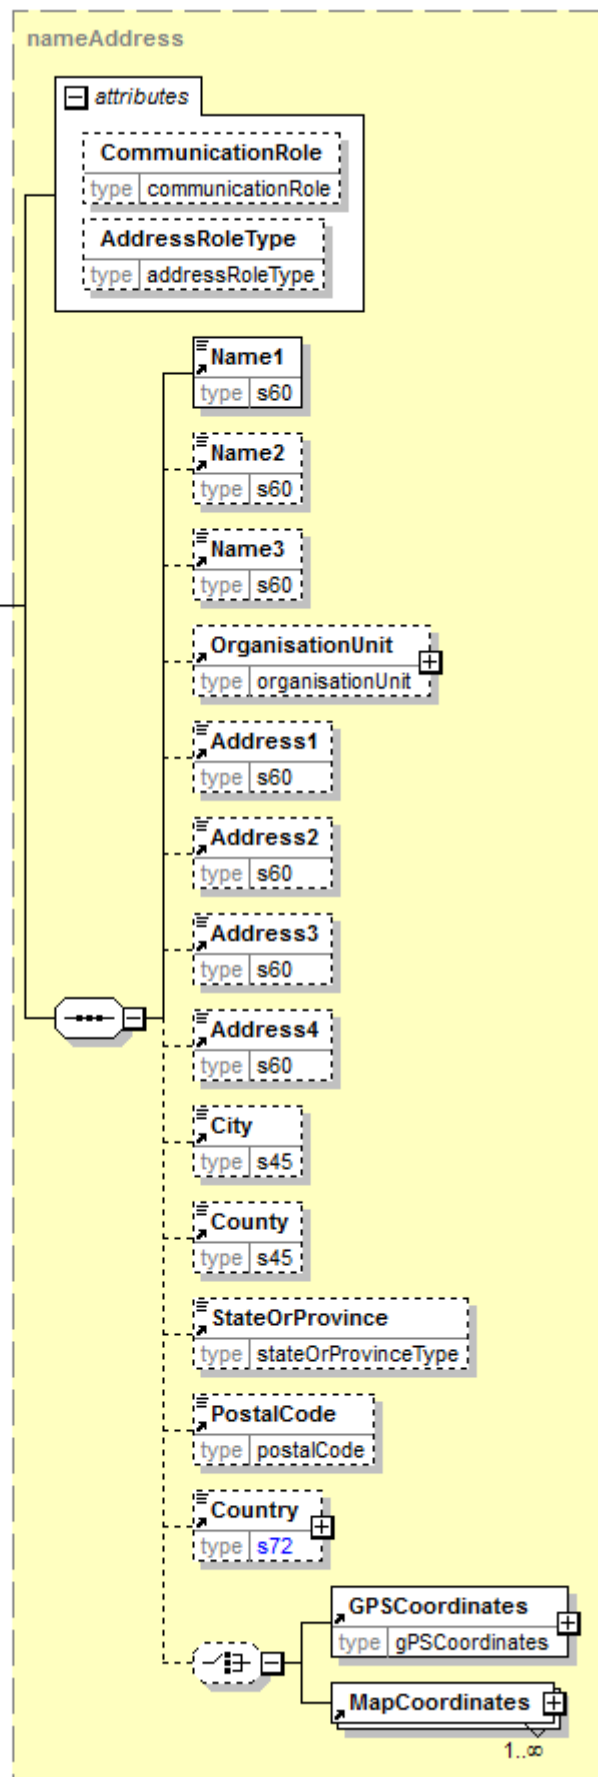 nameAddress
attributes
CommunicationRole
type communicationRole
AddressRoleType
type addressRoleType
Name1
type s60
Name2
type s60
Name3
type s60
OrganisationUnit
type organisationUnit
Address1
type s60
Address2
type s60
Address3
type s60
Address4
type s60
City
type s45
County
type s45
StateOrProvince
type stateOrProvinceType
PostalCode
type postalCode
Country
type s72
GPSCoordinates
type gPSCoordinates
MapCoordinates
1..∞